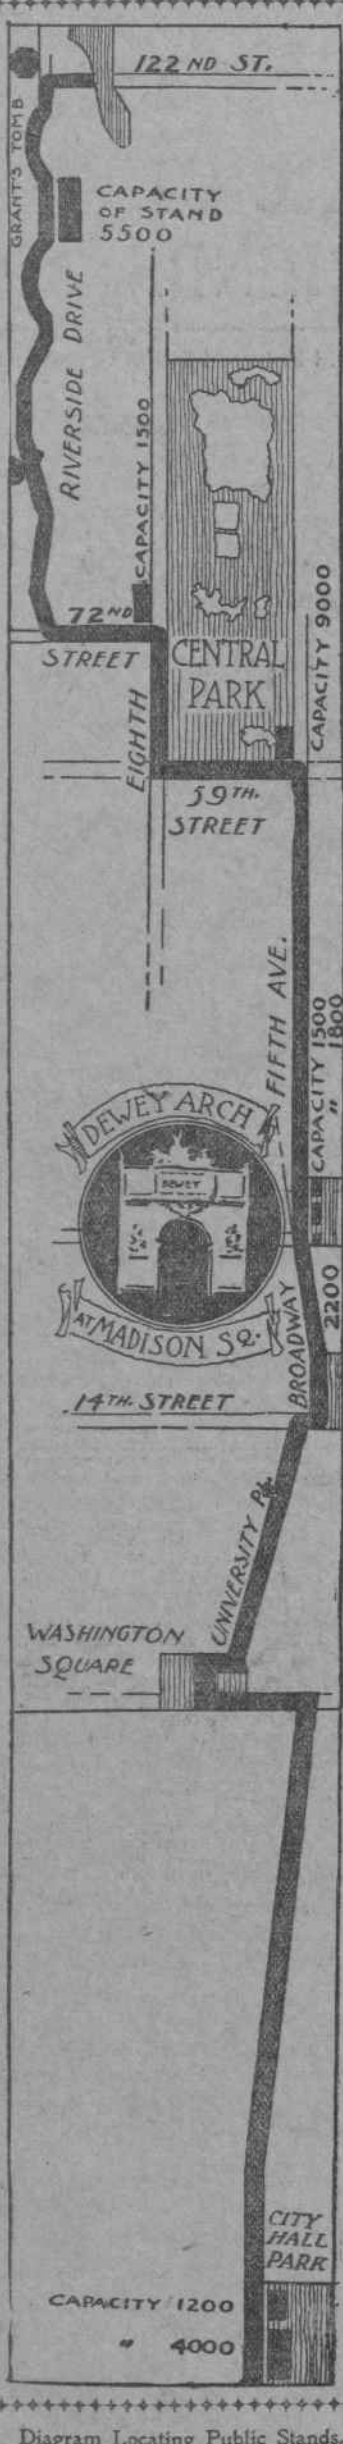 122ND ST.
GRANT'S TOMB
CAPACITY
OF STAND
5500
RIVERSIDE DRIVE
CAPACITY 1500
72ND
STREET
CENTRAL
PARK
CAPACITY 9000
EIGHTH
59TH.
STREET
FIFTH AVE.
CAPACITY 1500
" 1800
DEWEY ARCH
DEWEY
AT MADISON SQ.
2200
BROADWAY
14TH. STREET
UNIVERSITY PL.
WASHINGTON
SQUARE
CITY
HALL
PARK
CAPACITY 1200
" 4000
Diagram Locating Public Stands.